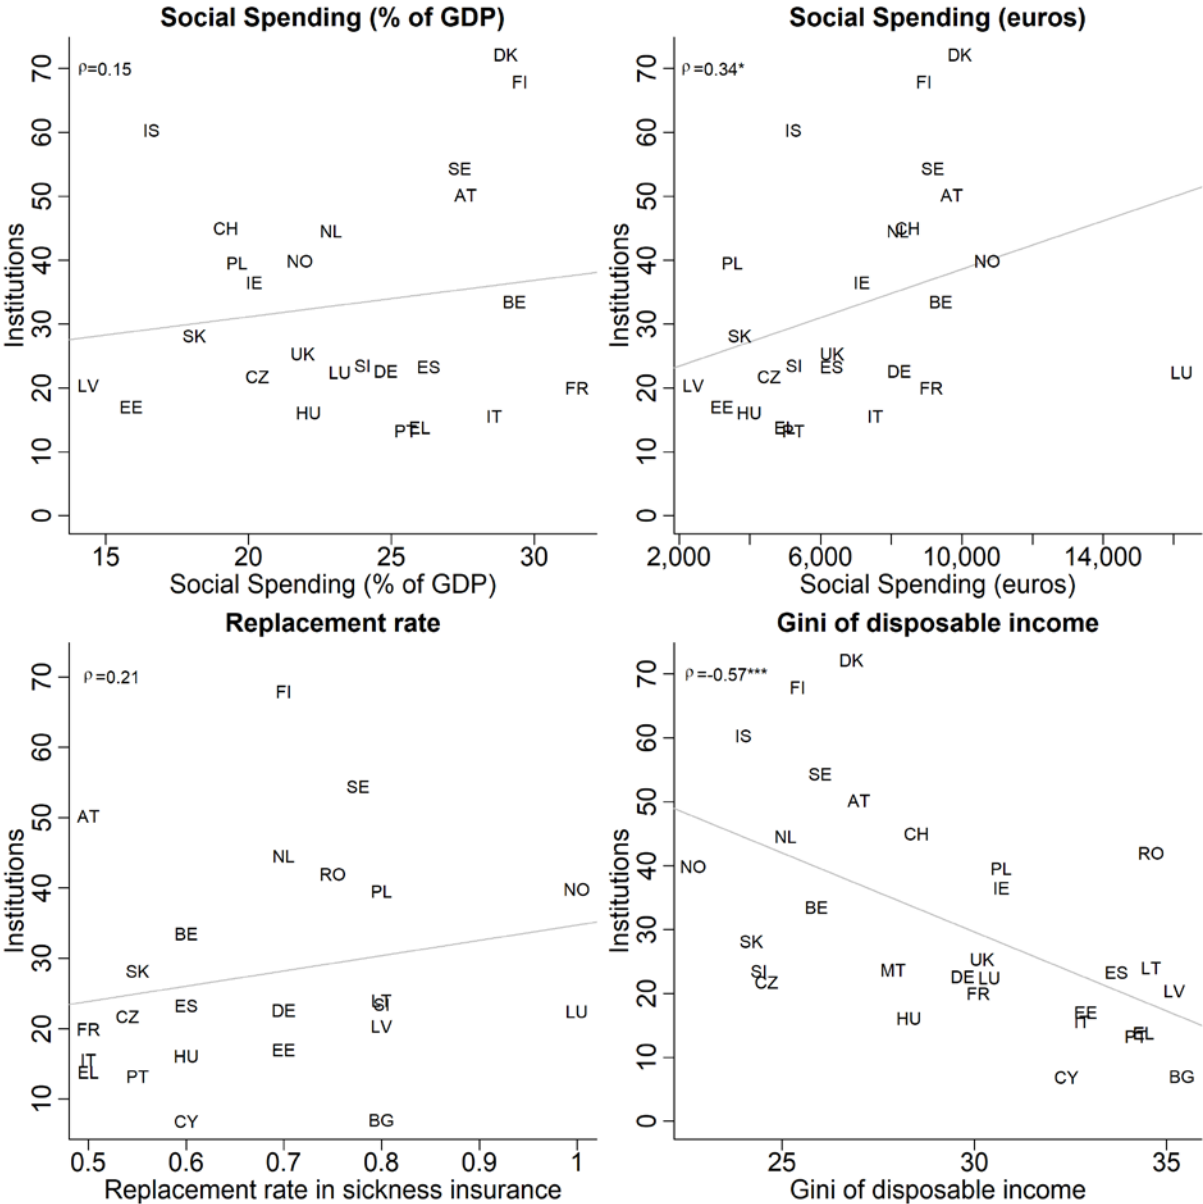 Social Spending (% of GDP)
ρ=0.15
DK
FI
IS
SE
AT
CH
NL
PL
NO
IE
BE
SK
UK
CZ
LU
SI
DE
ES
FR
LV
EE
HU
IT
PT
EL
Institutions
0
10
20
30
40
50
60
70
15
20
25
30
Social Spending (% of GDP)
Social Spending (euros)
ρ=0.34*
DK
FI
IS
SE
AT
NL
CH
PL
NO
IE
BE
SK
UK
SI
ES
CZ
DE
LU
LV
FR
EE
HU
IT
EL
PT
Institutions
0
10
20
30
40
50
60
70
2,000
6,000
10,000
14,000
Social Spending (euros)
Replacement rate
ρ=0.21
FI
SE
AT
NL
RO
PL
NO
BE
SK
ES
CZ
DE
LT
SI
LU
FR
LV
IT
HU
EE
EL
PT
CY
BG
Institutions
10
20
30
40
50
60
70
0.5
0.6
0.7
0.8
0.9
1
Replacement rate in sickness insurance
Gini of disposable income
ρ=-0.57***
DK
FI
IS
SE
AT
NL
CH
RO
NO
PL
IE
BE
SK
SI
CZ
MT
UK
DE
LU
FR
ES
LT
LV
HU
EE
IT
PT
EL
CY
BG
Institutions
0
10
20
30
40
50
60
70
25
30
35
Gini of disposable income